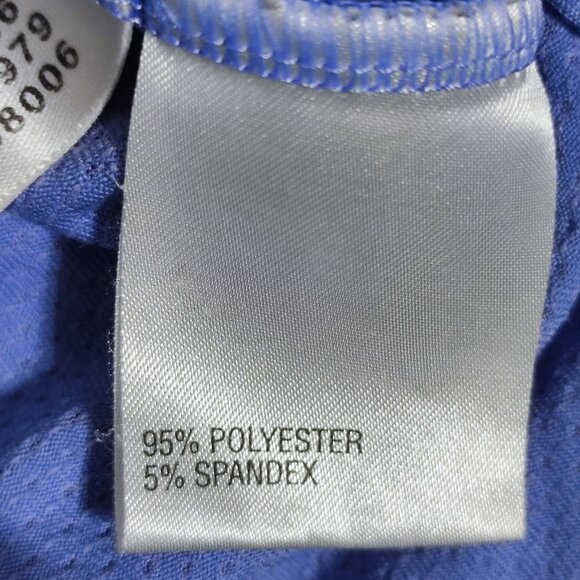 979
8006
95% POLYESTER
5% SPANDEX